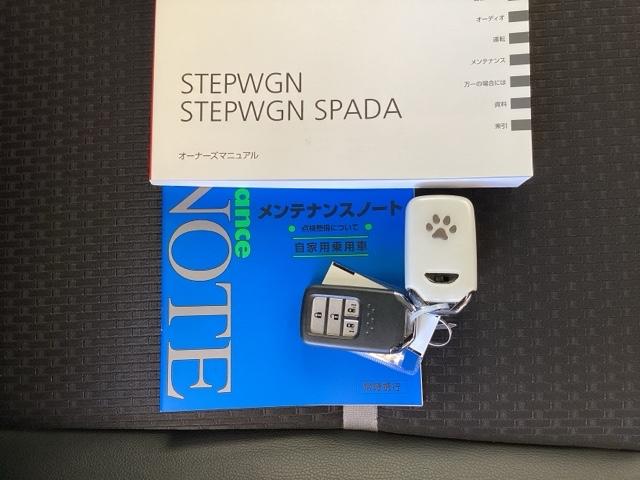 オーディオ
運転
メンテナンス
万一の場合には
資料
索引
STEPWGN
STEPWGN SPADA
オーナーズマニュアル
ance
NOTE
メンテナンスノート
点検整備について
自家用乗用車